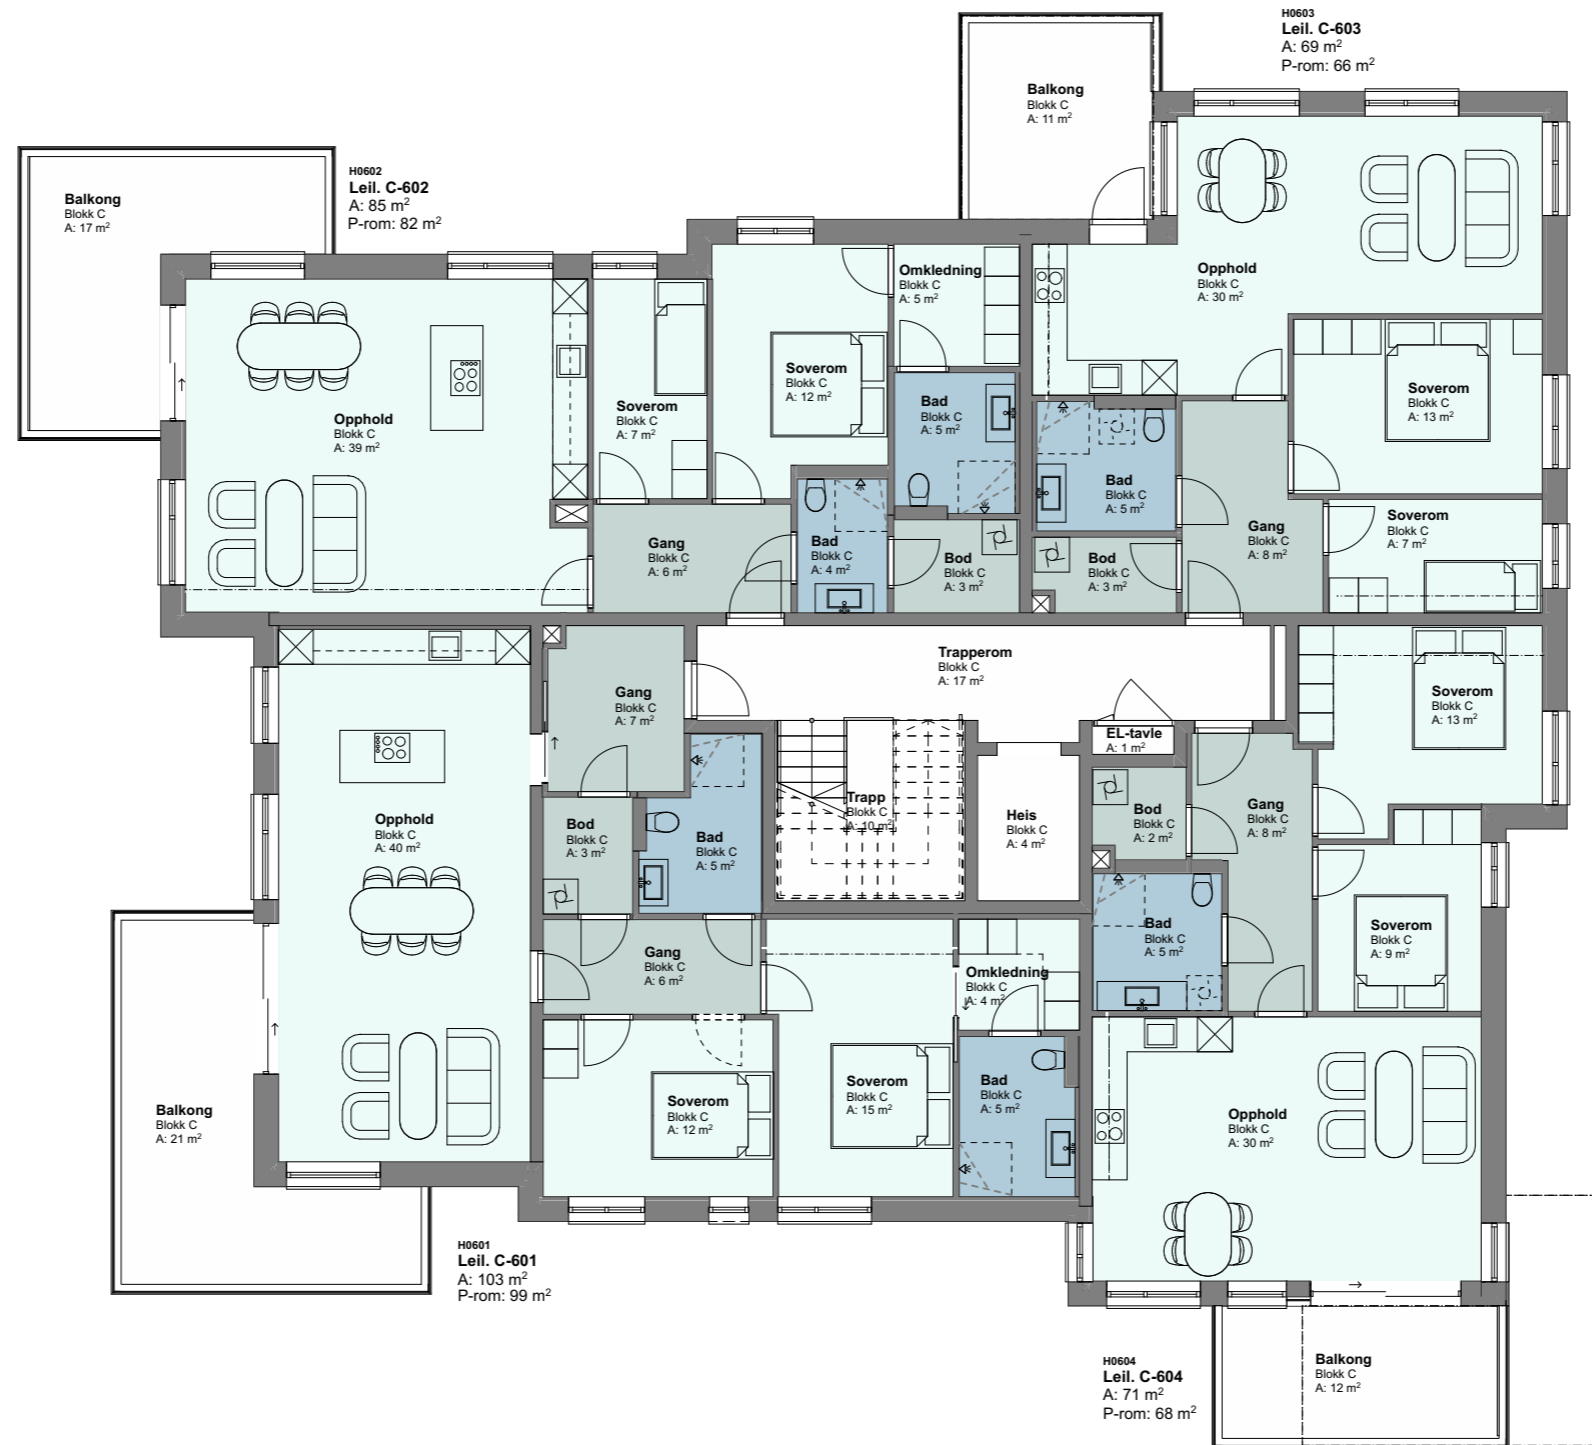 H0603
Leil. C-603
A: 69 m²
P-rom: 66 m²
Balkong
Blokk C
A: 11 m²
H0602
Leil. C-602
A: 85 m²
P-rom: 82 m²
Balkong
Blokk C
A: 17 m²
Omkledning
Blokk C
A: 5 m²
Opphold
Blokk C
A: 30 m²
Soverom
Blokk C
A: 12 m²
Soverom
Blokk C
A: 13 m²
Opphold
Blokk C
A: 39 m²
Soverom
Blokk C
A: 7 m²
Bad
Blokk C
A: 5 m²
Bad
Blokk C
A: 5 m²
Soverom
Blokk C
A: 7 m²
Gang
Blokk C
A: 8 m²
Gang
Blokk C
A: 6 m²
Bad
Blokk C
A: 4 m²
Bod
Blokk C
A: 3 m²
Bod
Blokk C
A: 3 m²
Trapperom
Blokk C
A: 17 m²
Gang
Blokk C
A: 7 m²
Soverom
Blokk C
A: 13 m²
EL-tavle
A: 1 m²
Trapp
Blokk C
A: 10 m²
Heis
Blokk C
A: 4 m²
Bod
Blokk C
A: 2 m²
Gang
Blokk C
A: 8 m²
Opphold
Blokk C
A: 40 m²
Bod
Blokk C
A: 3 m²
Bad
Blokk C
A: 5 m²
Bad
Blokk C
A: 5 m²
Soverom
Blokk C
A: 9 m²
Gang
Blokk C
A: 6 m²
Omkledning
Blokk C
A: 4 m²
Soverom
Blokk C
A: 12 m²
Soverom
Blokk C
A: 15 m²
Bad
Blokk C
A: 5 m²
Opphold
Blokk C
A: 30 m²
Balkong
Blokk C
A: 21 m²
H0601
Leil. C-601
A: 103 m²
P-rom: 99 m²
H0604
Leil. C-604
A: 71 m²
P-rom: 68 m²
Balkong
Blokk C
A: 12 m²